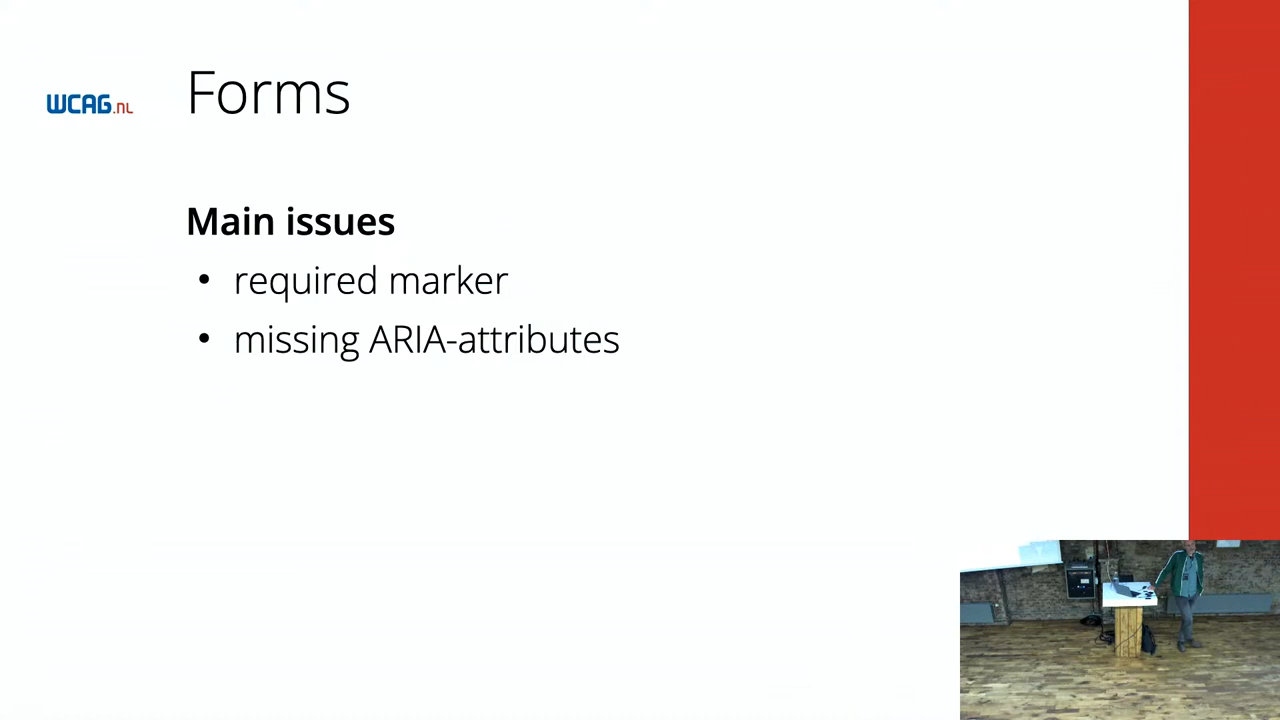 WCAG.nl
Forms
Main issues
• required marker
• missing ARIA-attributes